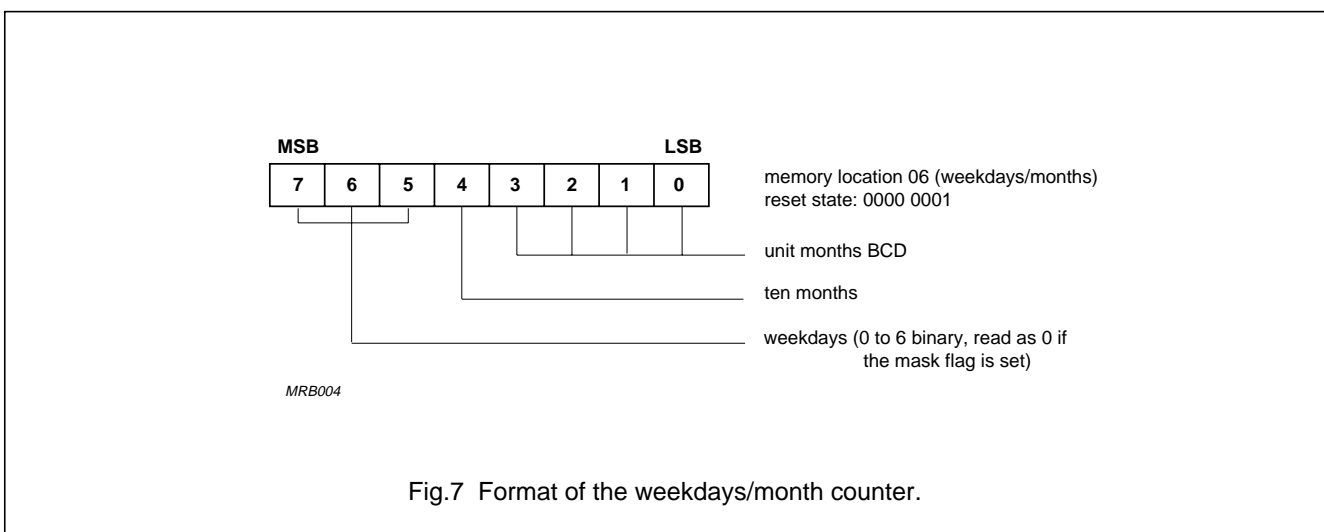 MSB LSB
7 6 5 4 3 2 1 0
memory location 06 (weekdays/months)
reset state: 0000 0001
unit months BCD
ten months
weekdays (0 to 6 binary, read as 0 if
the mask flag is set)
MRB004
Fig.7 Format of the weekdays/month counter.